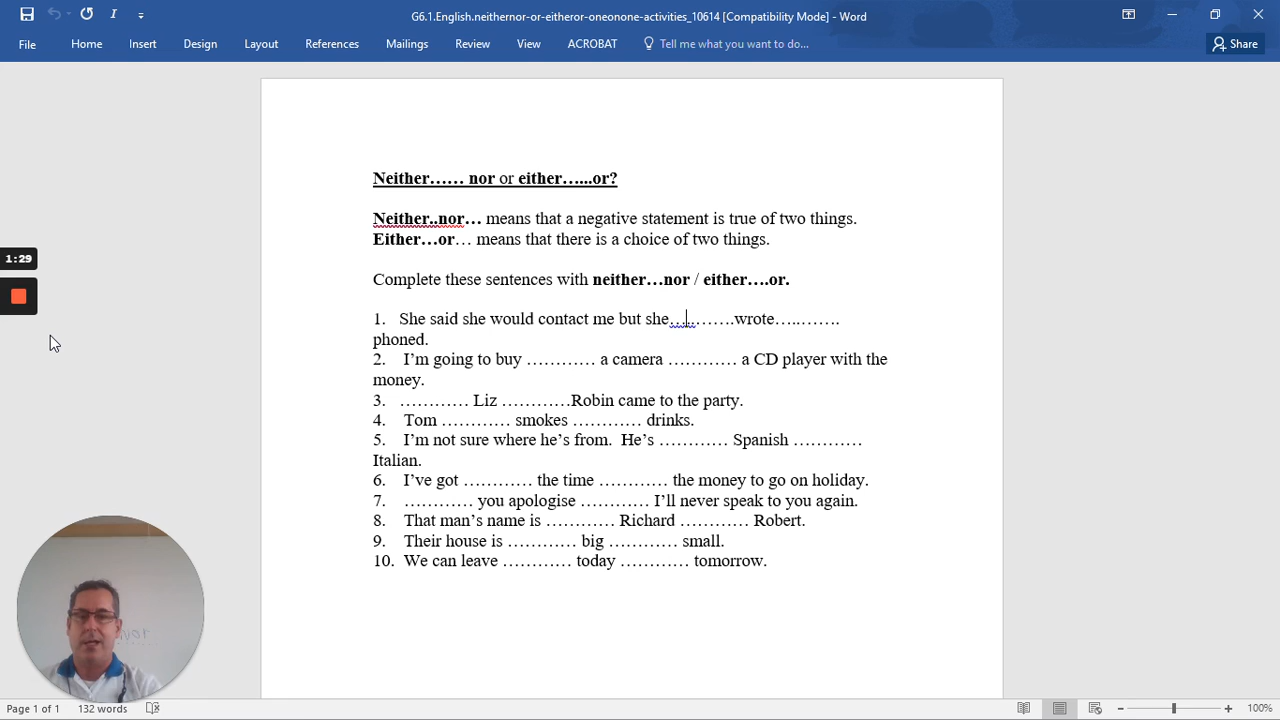 G6.1.English.neithernor-or-eitheror-oneonone-activities_10614 [Compatibility Mode] - Word
File Home Insert Design Layout References Mailings Review View ACROBAT Tell me what you want to do... Share
Neither…… nor or either…...or?
Neither..nor… means that a negative statement is true of two things.
Either…or… means that there is a choice of two things.
Complete these sentences with neither…nor / either….or.
1:29
1. She said she would contact me but she…..…….wrote…..…….
phoned.
2. I’m going to buy ………… a camera ………… a CD player with the
money.
3. ………… Liz …………Robin came to the party.
4. Tom ………… smokes ………… drinks.
5. I’m not sure where he’s from. He’s ………… Spanish …………
Italian.
6. I’ve got ………… the time ………… the money to go on holiday.
7. ………… you apologise ………… I’ll never speak to you again.
8. That man’s name is ………… Richard ………… Robert.
9. Their house is ………… big ………… small.
10. We can leave ………… today ………… tomorrow.
nor
Page 1 of 1 132 words 100%